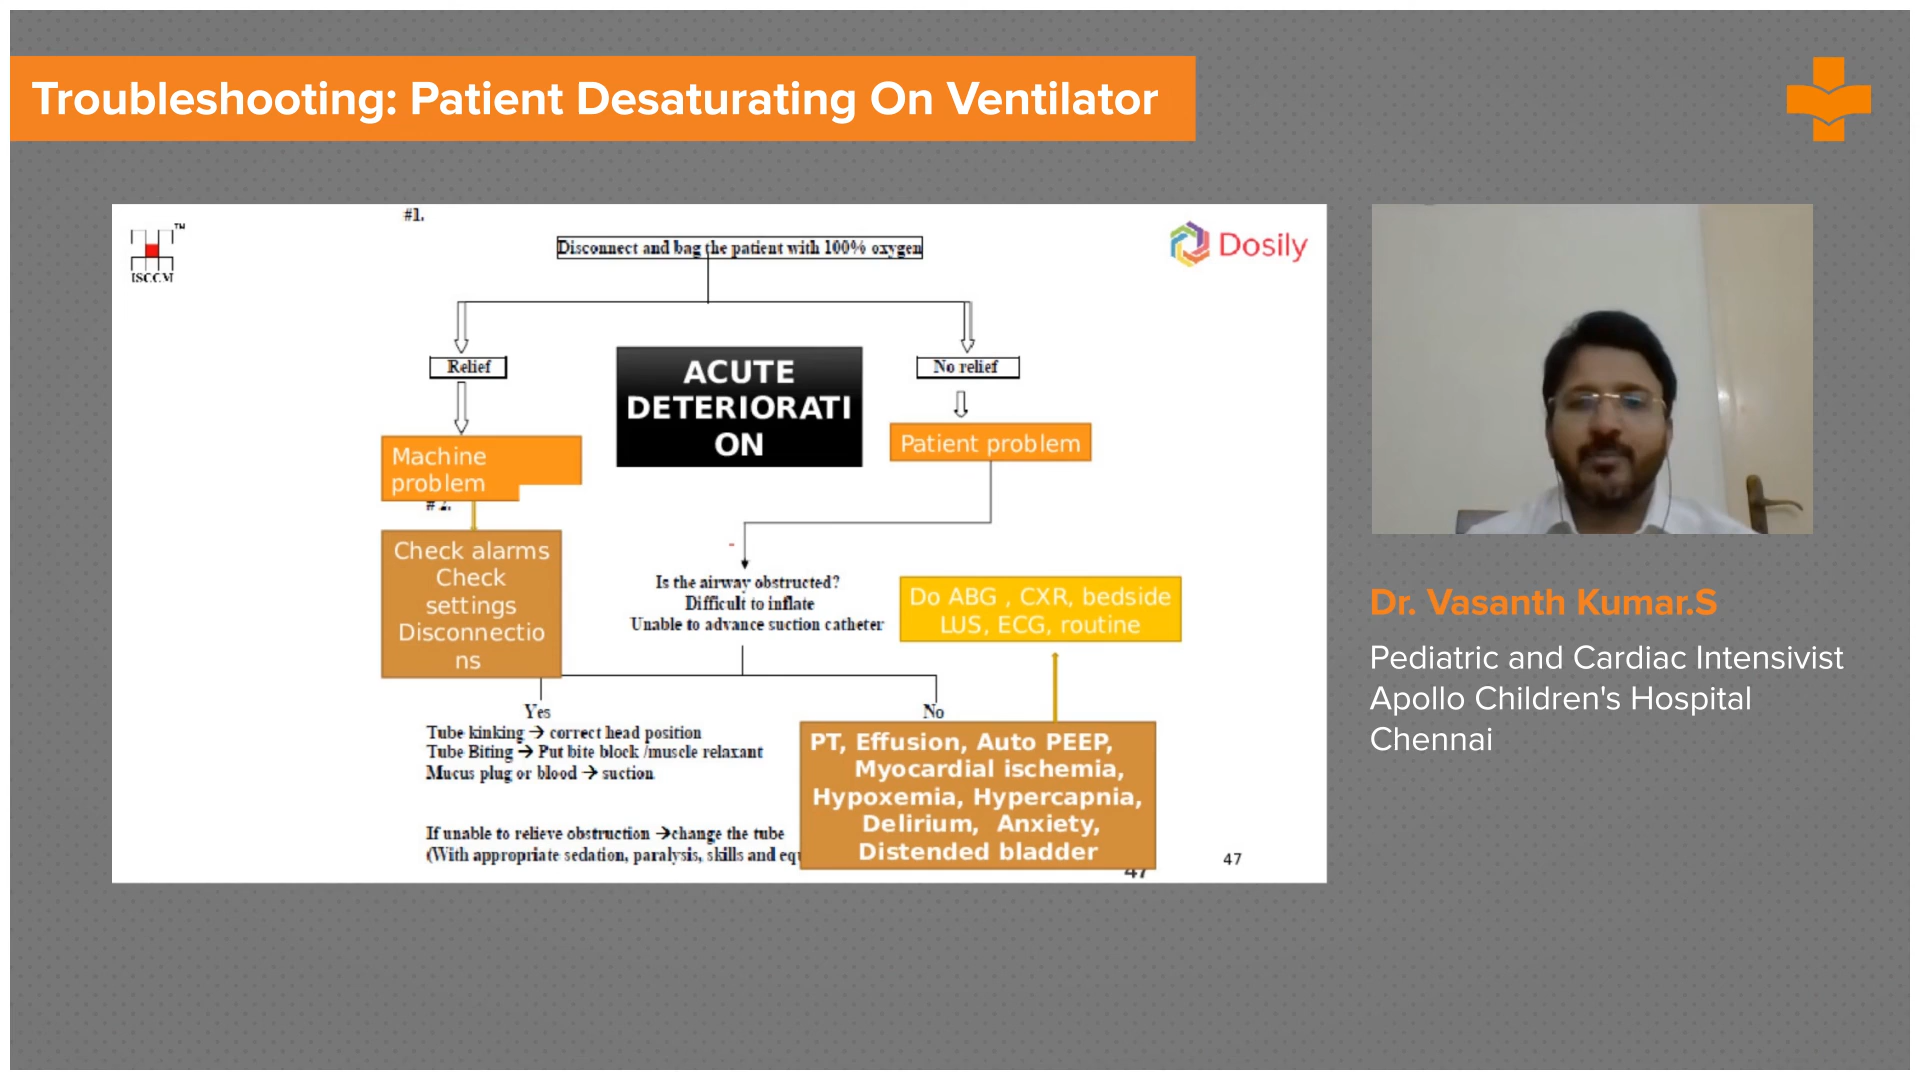 Troubleshooting: Patient Desaturating On Ventilator
#1.
TM
ISCCM
Disconnect and bag the patient with 100% oxygen
Dosily
Relief
No relief
ACUTE
DETERIORATI
ON
Machine
problem
Patient problem
#2.
Check alarms
Check
settings
Disconnectio
ns
-
Is the airway obstructed?
Difficult to inflate
Unable to advance suction catheter
Do ABG , CXR, bedside
LUS, ECG, routine
Yes
No
Tube kinking → correct head position
Tube Biting → Put bite block /muscle relaxant
Mucus plug or blood → suction
If unable to relieve obstruction →change the tube
(With appropriate sedation, paralysis, skills and equ
PT, Effusion, Auto PEEP,
Myocardial ischemia,
Hypoxemia, Hypercapnia,
Delirium, Anxiety,
Distended bladder
47
47
Dr. Vasanth Kumar.S
Pediatric and Cardiac Intensivist
Apollo Children's Hospital
Chennai